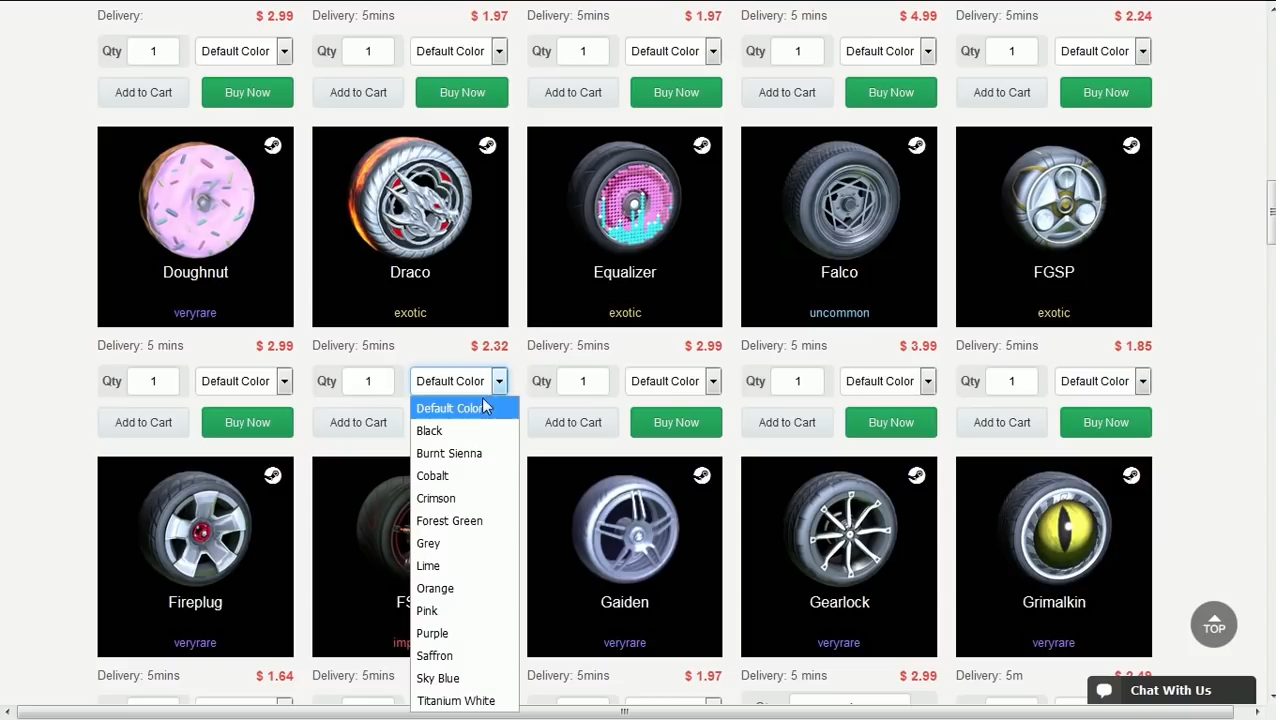 Delivery: $ 2.99 Delivery: 5mins $ 1.97 Delivery: 5mins $ 1.97 Delivery: 5 mins $ 4.99 Delivery: 5mins $ 2.24
Qty 1 Default Color Qty 1 Default Color Qty 1 Default Color Qty 1 Default Color Qty 1 Default Color
Add to Cart Buy Now Add to Cart Buy Now Add to Cart Buy Now Add to Cart Buy Now Add to Cart Buy Now
Doughnut Draco Equalizer Falco FGSP
veryrare exotic exotic uncommon exotic
Delivery: 5 mins $ 2.99 Delivery: 5mins $ 2.32 Delivery: 5mins $ 2.99 Delivery: 5 mins $ 3.99 Delivery: 5mins $ 1.85
Qty 1 Default Color Qty 1 Default Color Qty 1 Default Color Qty 1 Default Color Qty 1 Default Color
Add to Cart Buy Now Add to Cart Add to Cart Buy Now Add to Cart Buy Now Add to Cart Buy Now
Default Color
Black
Burnt Sienna
Cobalt
Crimson
Forest Green
Grey
Lime
Orange
Pink
Purple
Saffron
Sky Blue
Titanium White
Fireplug Gaiden Gearlock Grimalkin
veryrare veryrare veryrare veryrare
Delivery: 5mins $ 1.64 Delivery: 5mins $ 1.97 Delivery: 5mins $ 2.99 Delivery: 5m
TOP
Chat With Us